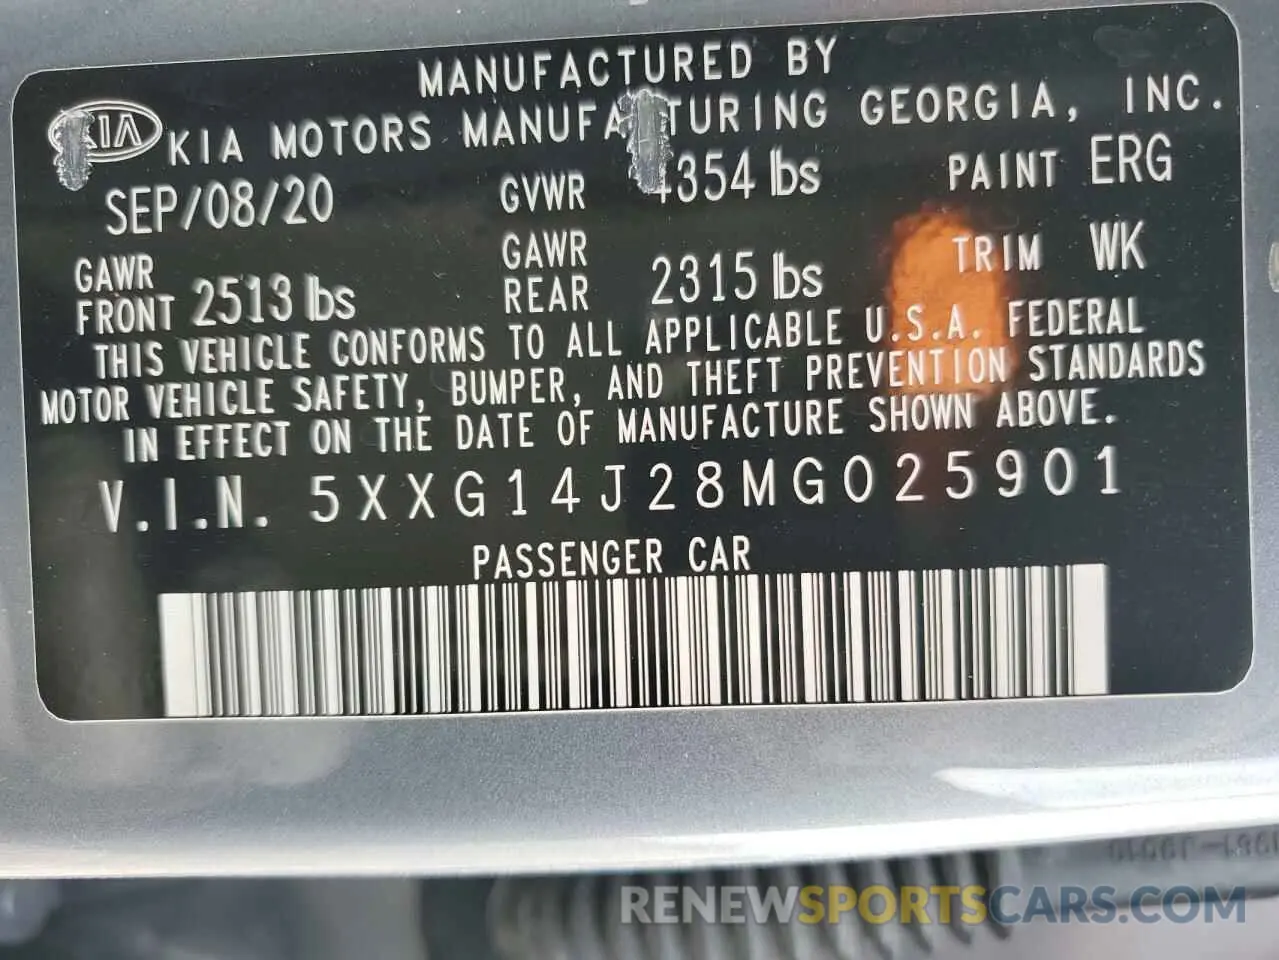 MANUFACTURED BY
KIA KIA MOTORS MANUFACTURING GEORGIA, INC.
SEP/08/20 GVWR 4354 lbs PAINT ERG
GAWR FRONT 2513 lbs GAWR REAR 2315 lbs TRIM WK
THIS VEHICLE CONFORMS TO ALL APPLICABLE U.S.A. FEDERAL
MOTOR VEHICLE SAFETY, BUMPER, AND THEFT PREVENTION STANDARDS
IN EFFECT ON THE DATE OF MANUFACTURE SHOWN ABOVE.
V.I.N. 5XXG14J28MG025901
PASSENGER CAR
RENEWSPORTSCARS.COM